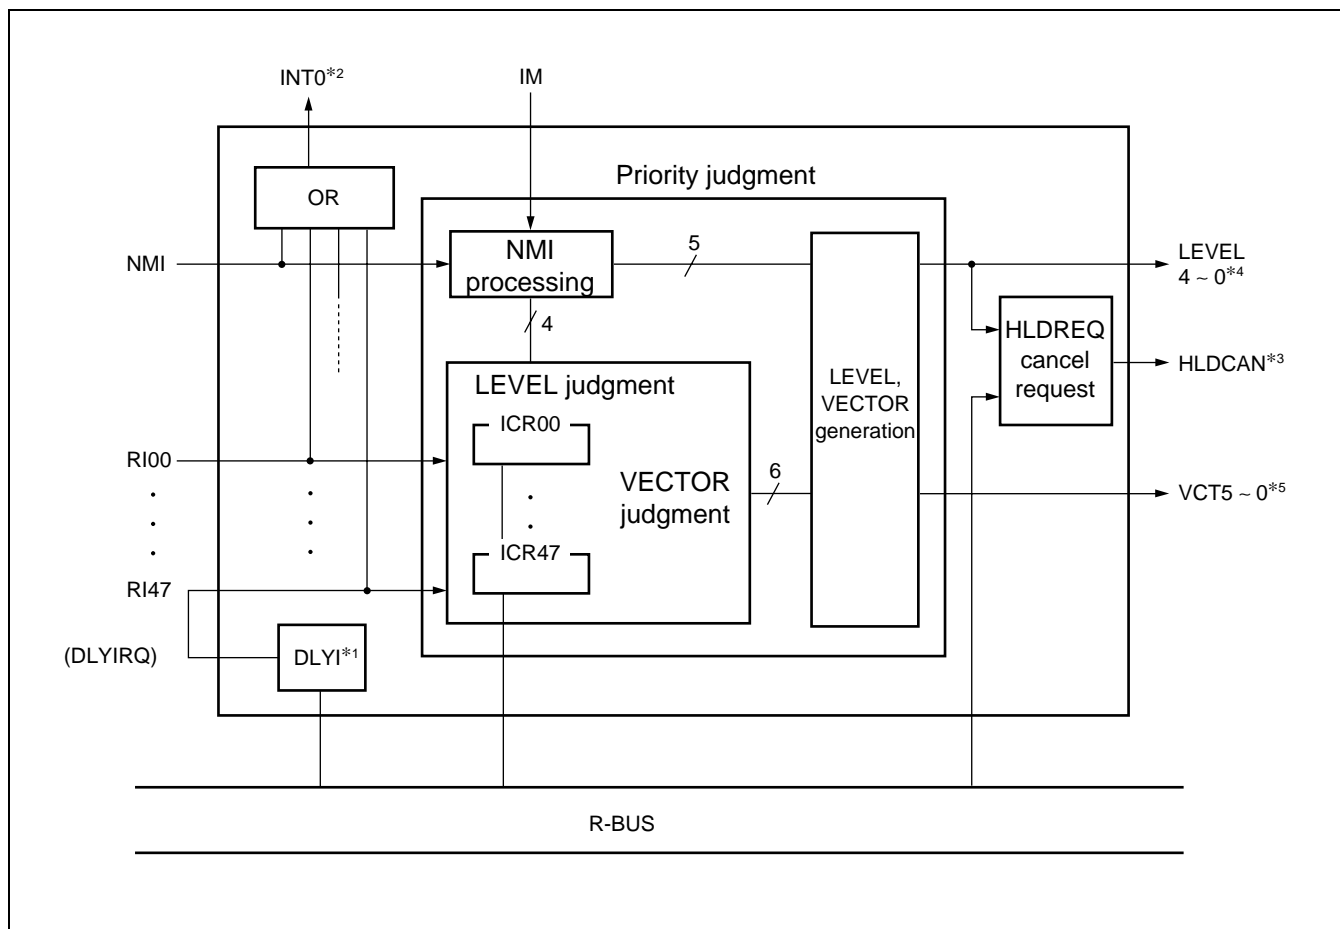 INT0*2
IM
Priority judgment
OR
NMI
NMI
processing
5
LEVEL
4 ~ 0*4
4
HLDREQ
cancel
request
HLDCAN*3
LEVEL judgment
LEVEL,
VECTOR
generation
ICR00
RI00
VECTOR
judgment
6
VCT5 ~ 0*5
ICR47
RI47
(DLYIRQ)
DLYI*1
R-BUS